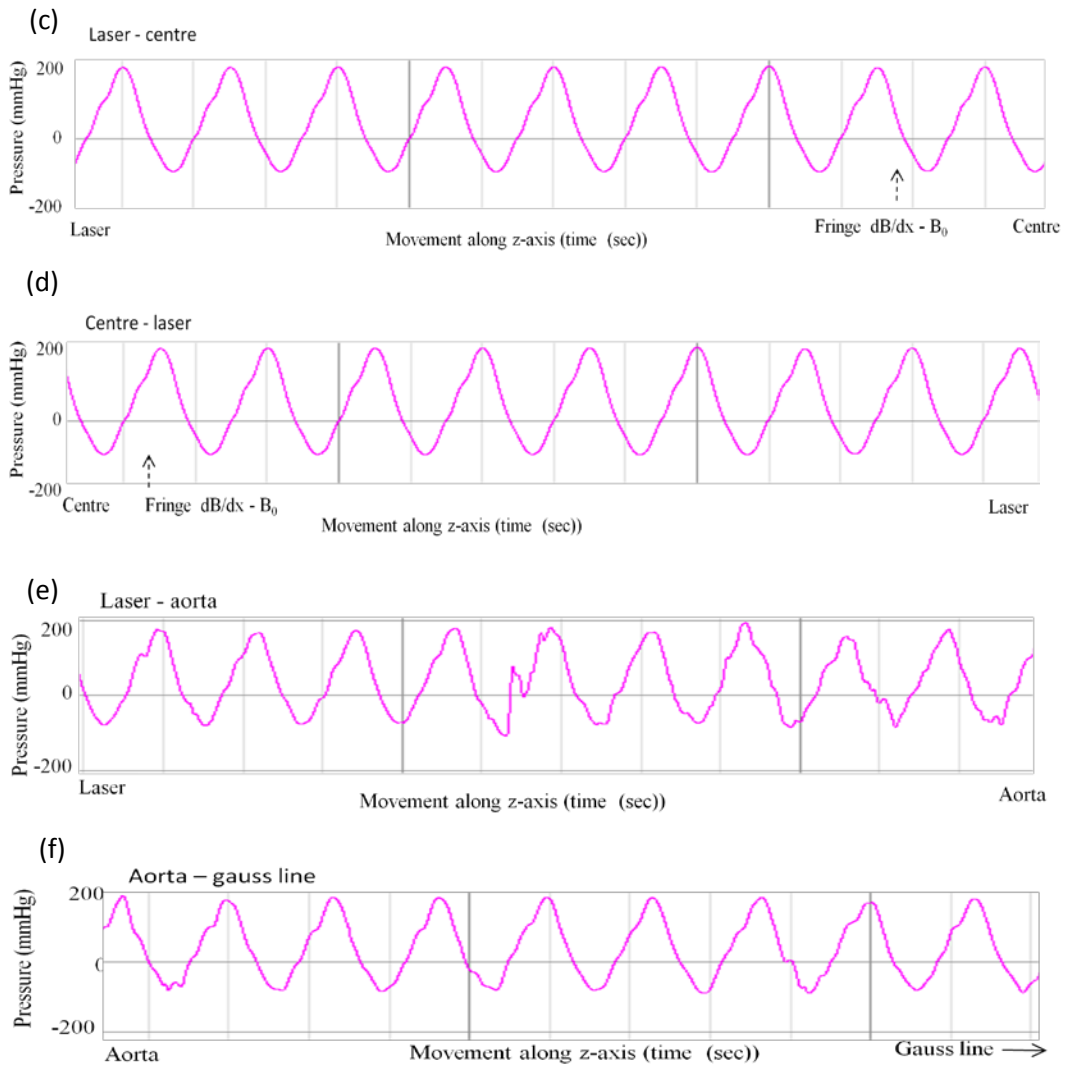 (c)
Laser - centre
Pressure (mmHg)
200
0
-200
Laser
Movement along z-axis (time (sec))
Fringe dB/dx - B₀
Centre
(d)
Centre - laser
Pressure (mmHg)
200
0
-200
Centre
Fringe dB/dx - B₀
Movement along z-axis (time (sec))
Laser
(e)
Laser - aorta
Pressure (mmHg)
200
0
-200
Laser
Movement along z-axis (time (sec))
Aorta
(f)
Aorta – gauss line
Pressure (mmHg)
200
0
-200
Aorta
Movement along z-axis (time (sec))
Gauss line